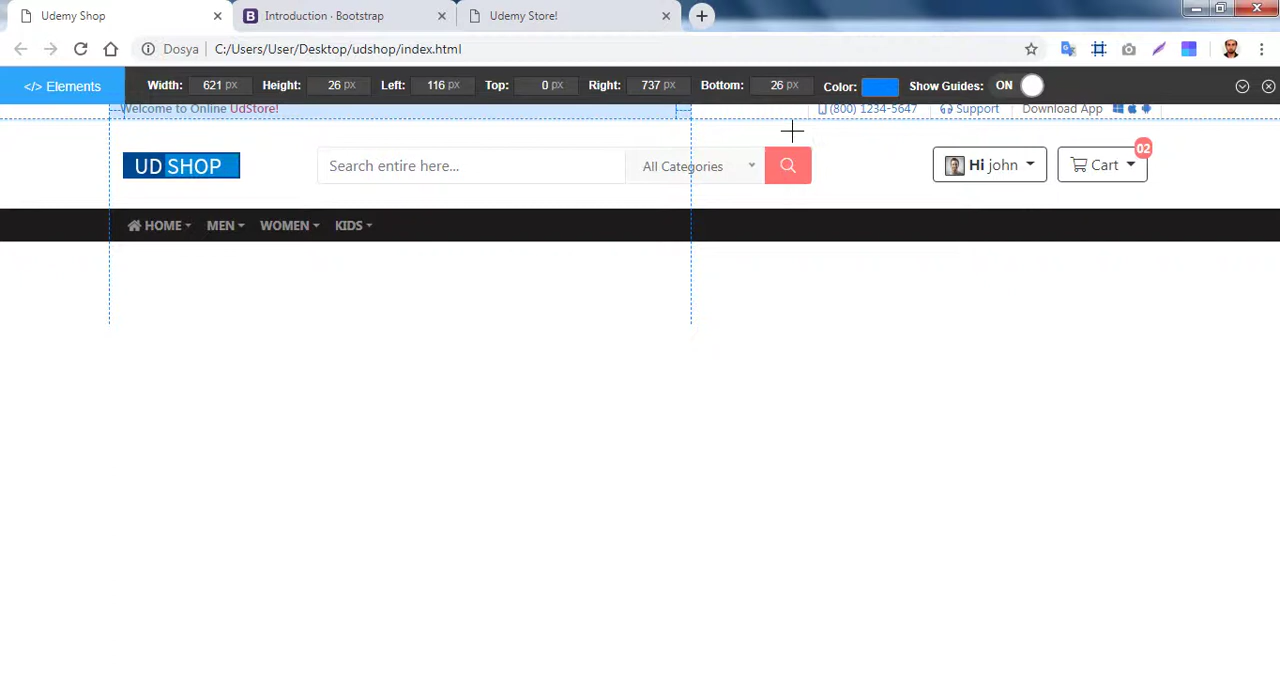 Udemy Shop
Introduction · Bootstrap
Udemy Store!
Dosya C:/Users/User/Desktop/udshop/index.html
</> Elements Width: 621 px Height: 26 px Left: 116 px Top: 0 px Right: 737 px Bottom: 26 px Color: Show Guides: ON
Welcome to Online UdStore! (800) 1234-5647 Support Download App
UD SHOP Search entire here... All Categories Hi john Cart 02
HOME MEN WOMEN KIDS